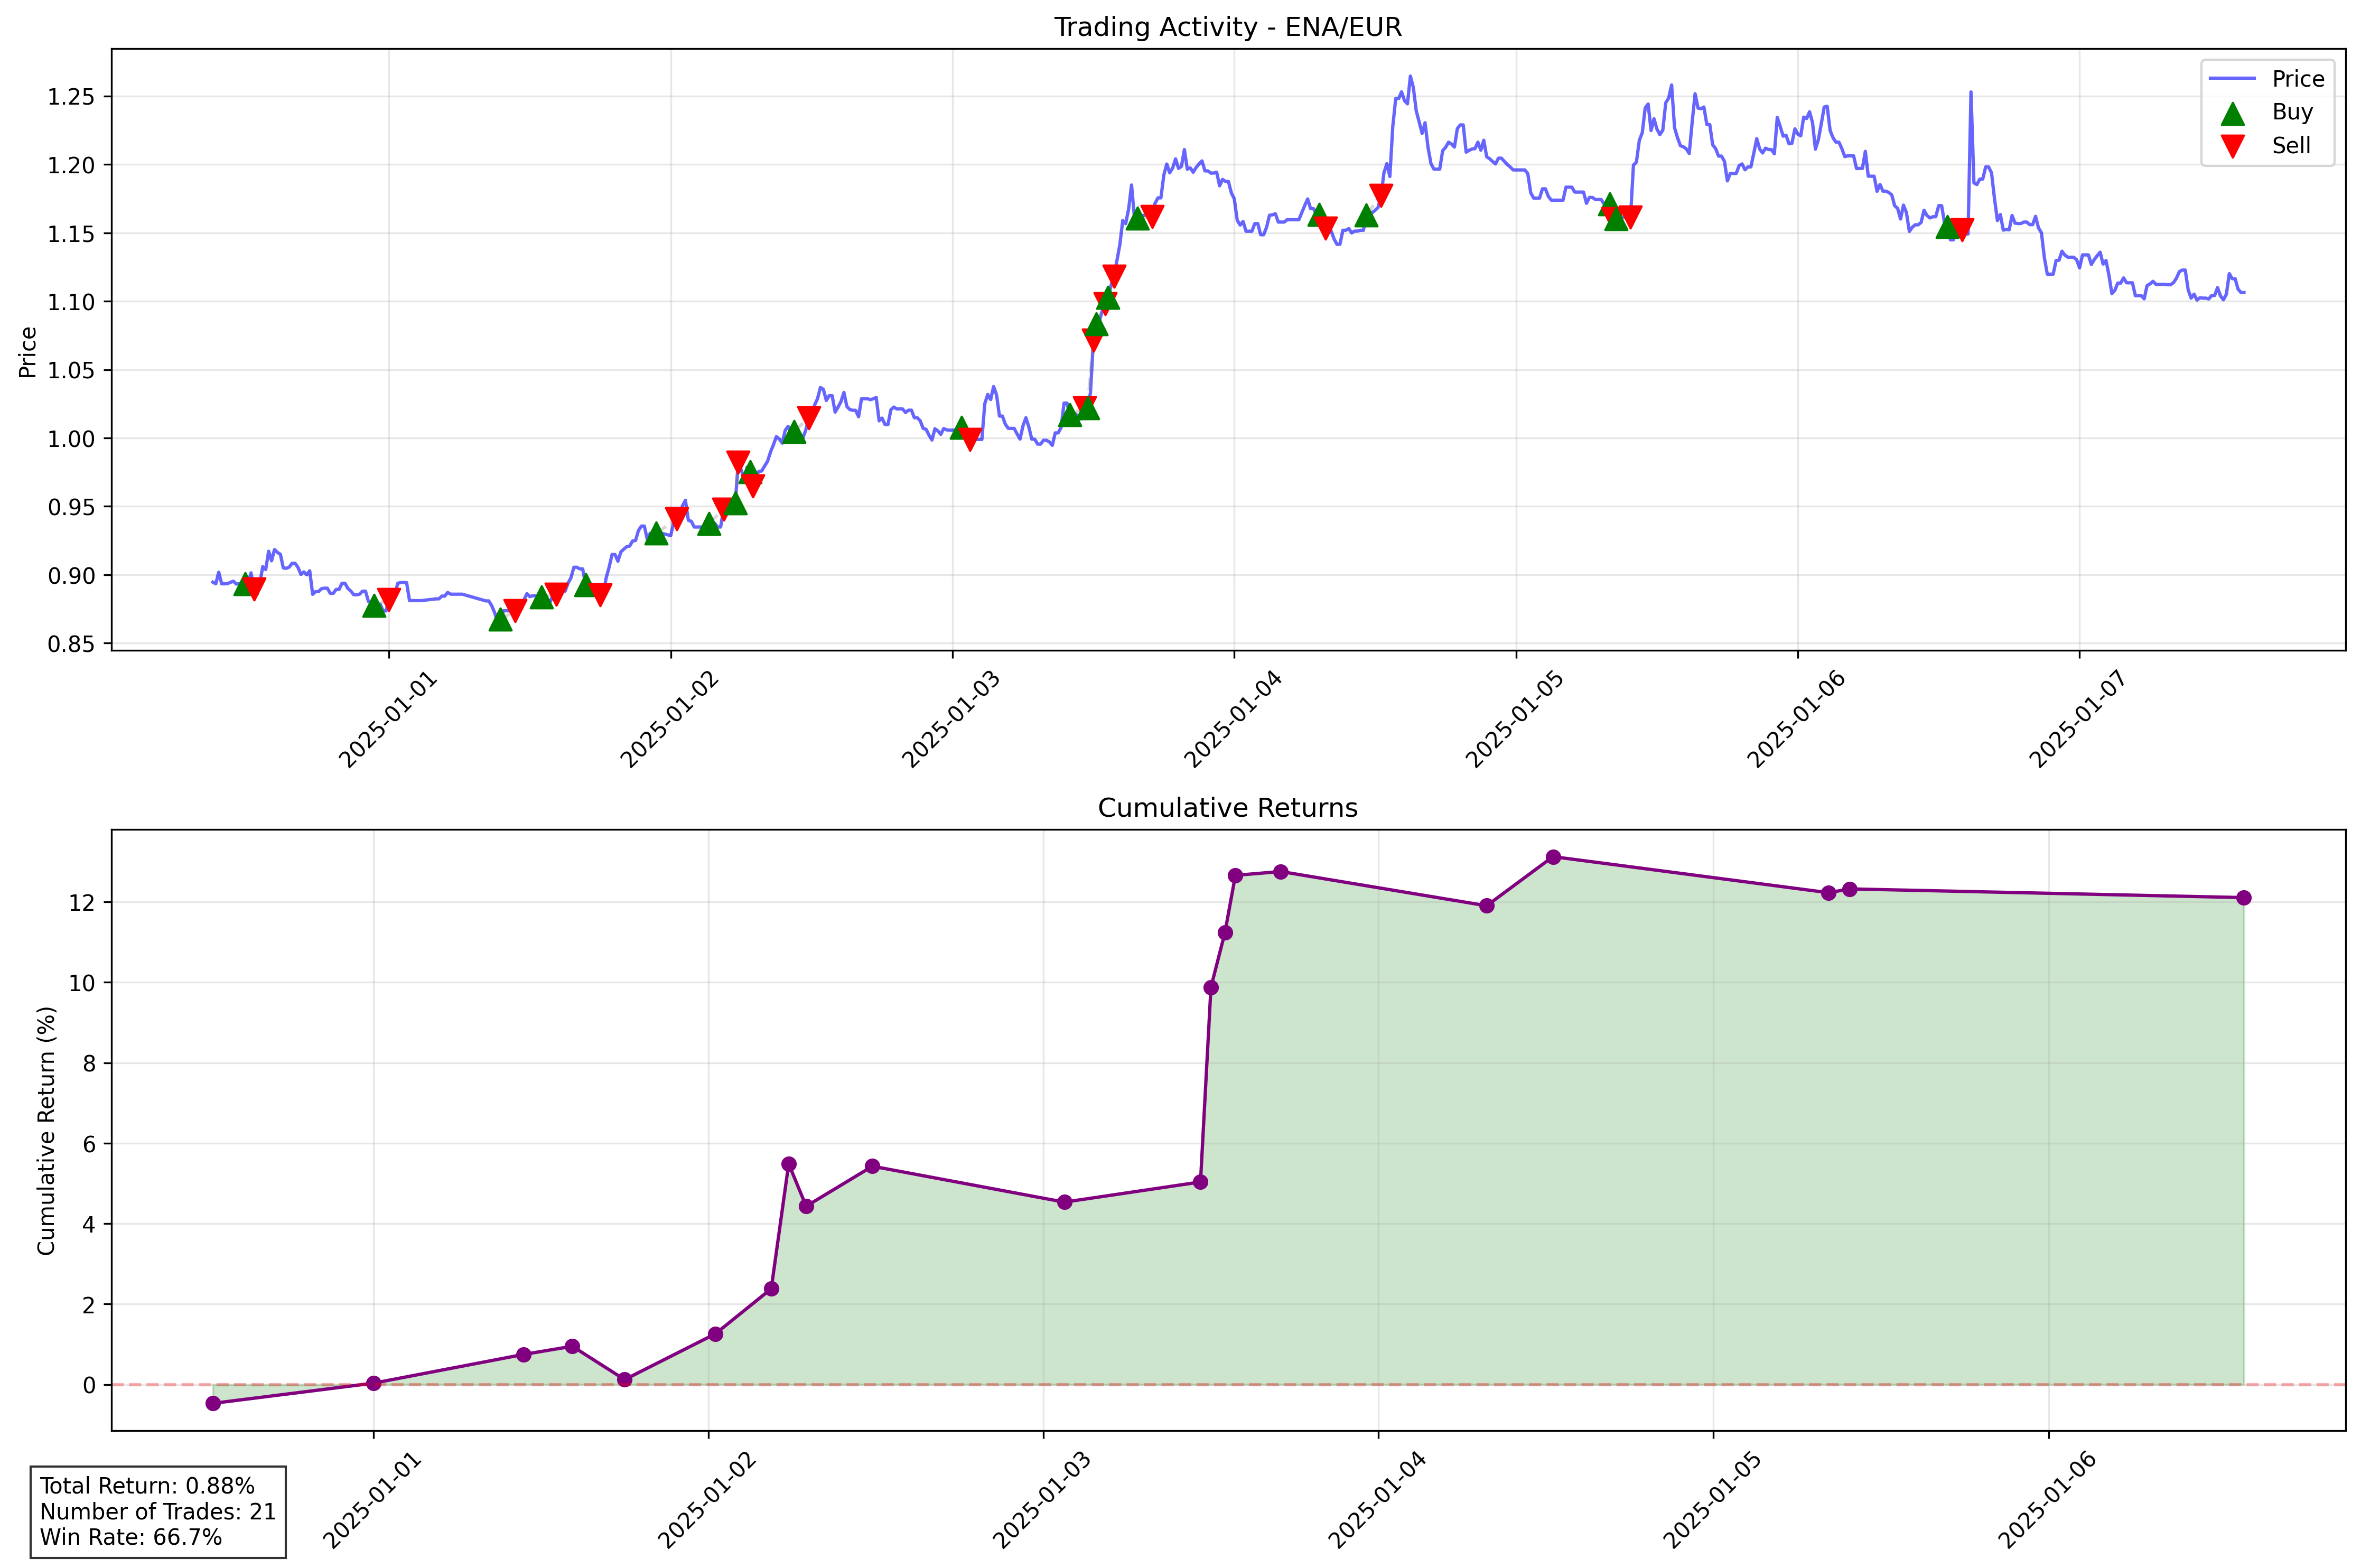 Trading Activity - ENA/EUR
Price
1.25
1.20
1.15
1.10
1.05
1.00
0.95
0.90
0.85
Price
Buy
Sell
2025-01-01
2025-01-02
2025-01-03
2025-01-04
2025-01-05
2025-01-06
2025-01-07
Cumulative Returns
Cumulative Return (%)
12
10
8
6
4
2
0
2025-01-01
2025-01-02
2025-01-03
2025-01-04
2025-01-05
2025-01-06
Total Return: 0.88%
Number of Trades: 21
Win Rate: 66.7%